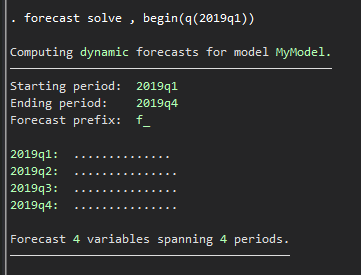 . forecast solve , begin(q(2019q1))
Computing dynamic forecasts for model MyModel.
Starting period: 2019q1
Ending period: 2019q4
Forecast prefix: f_
2019q1: ..............
2019q2: ...............
2019q3: ...............
2019q4: ...............
Forecast 4 variables spanning 4 periods.